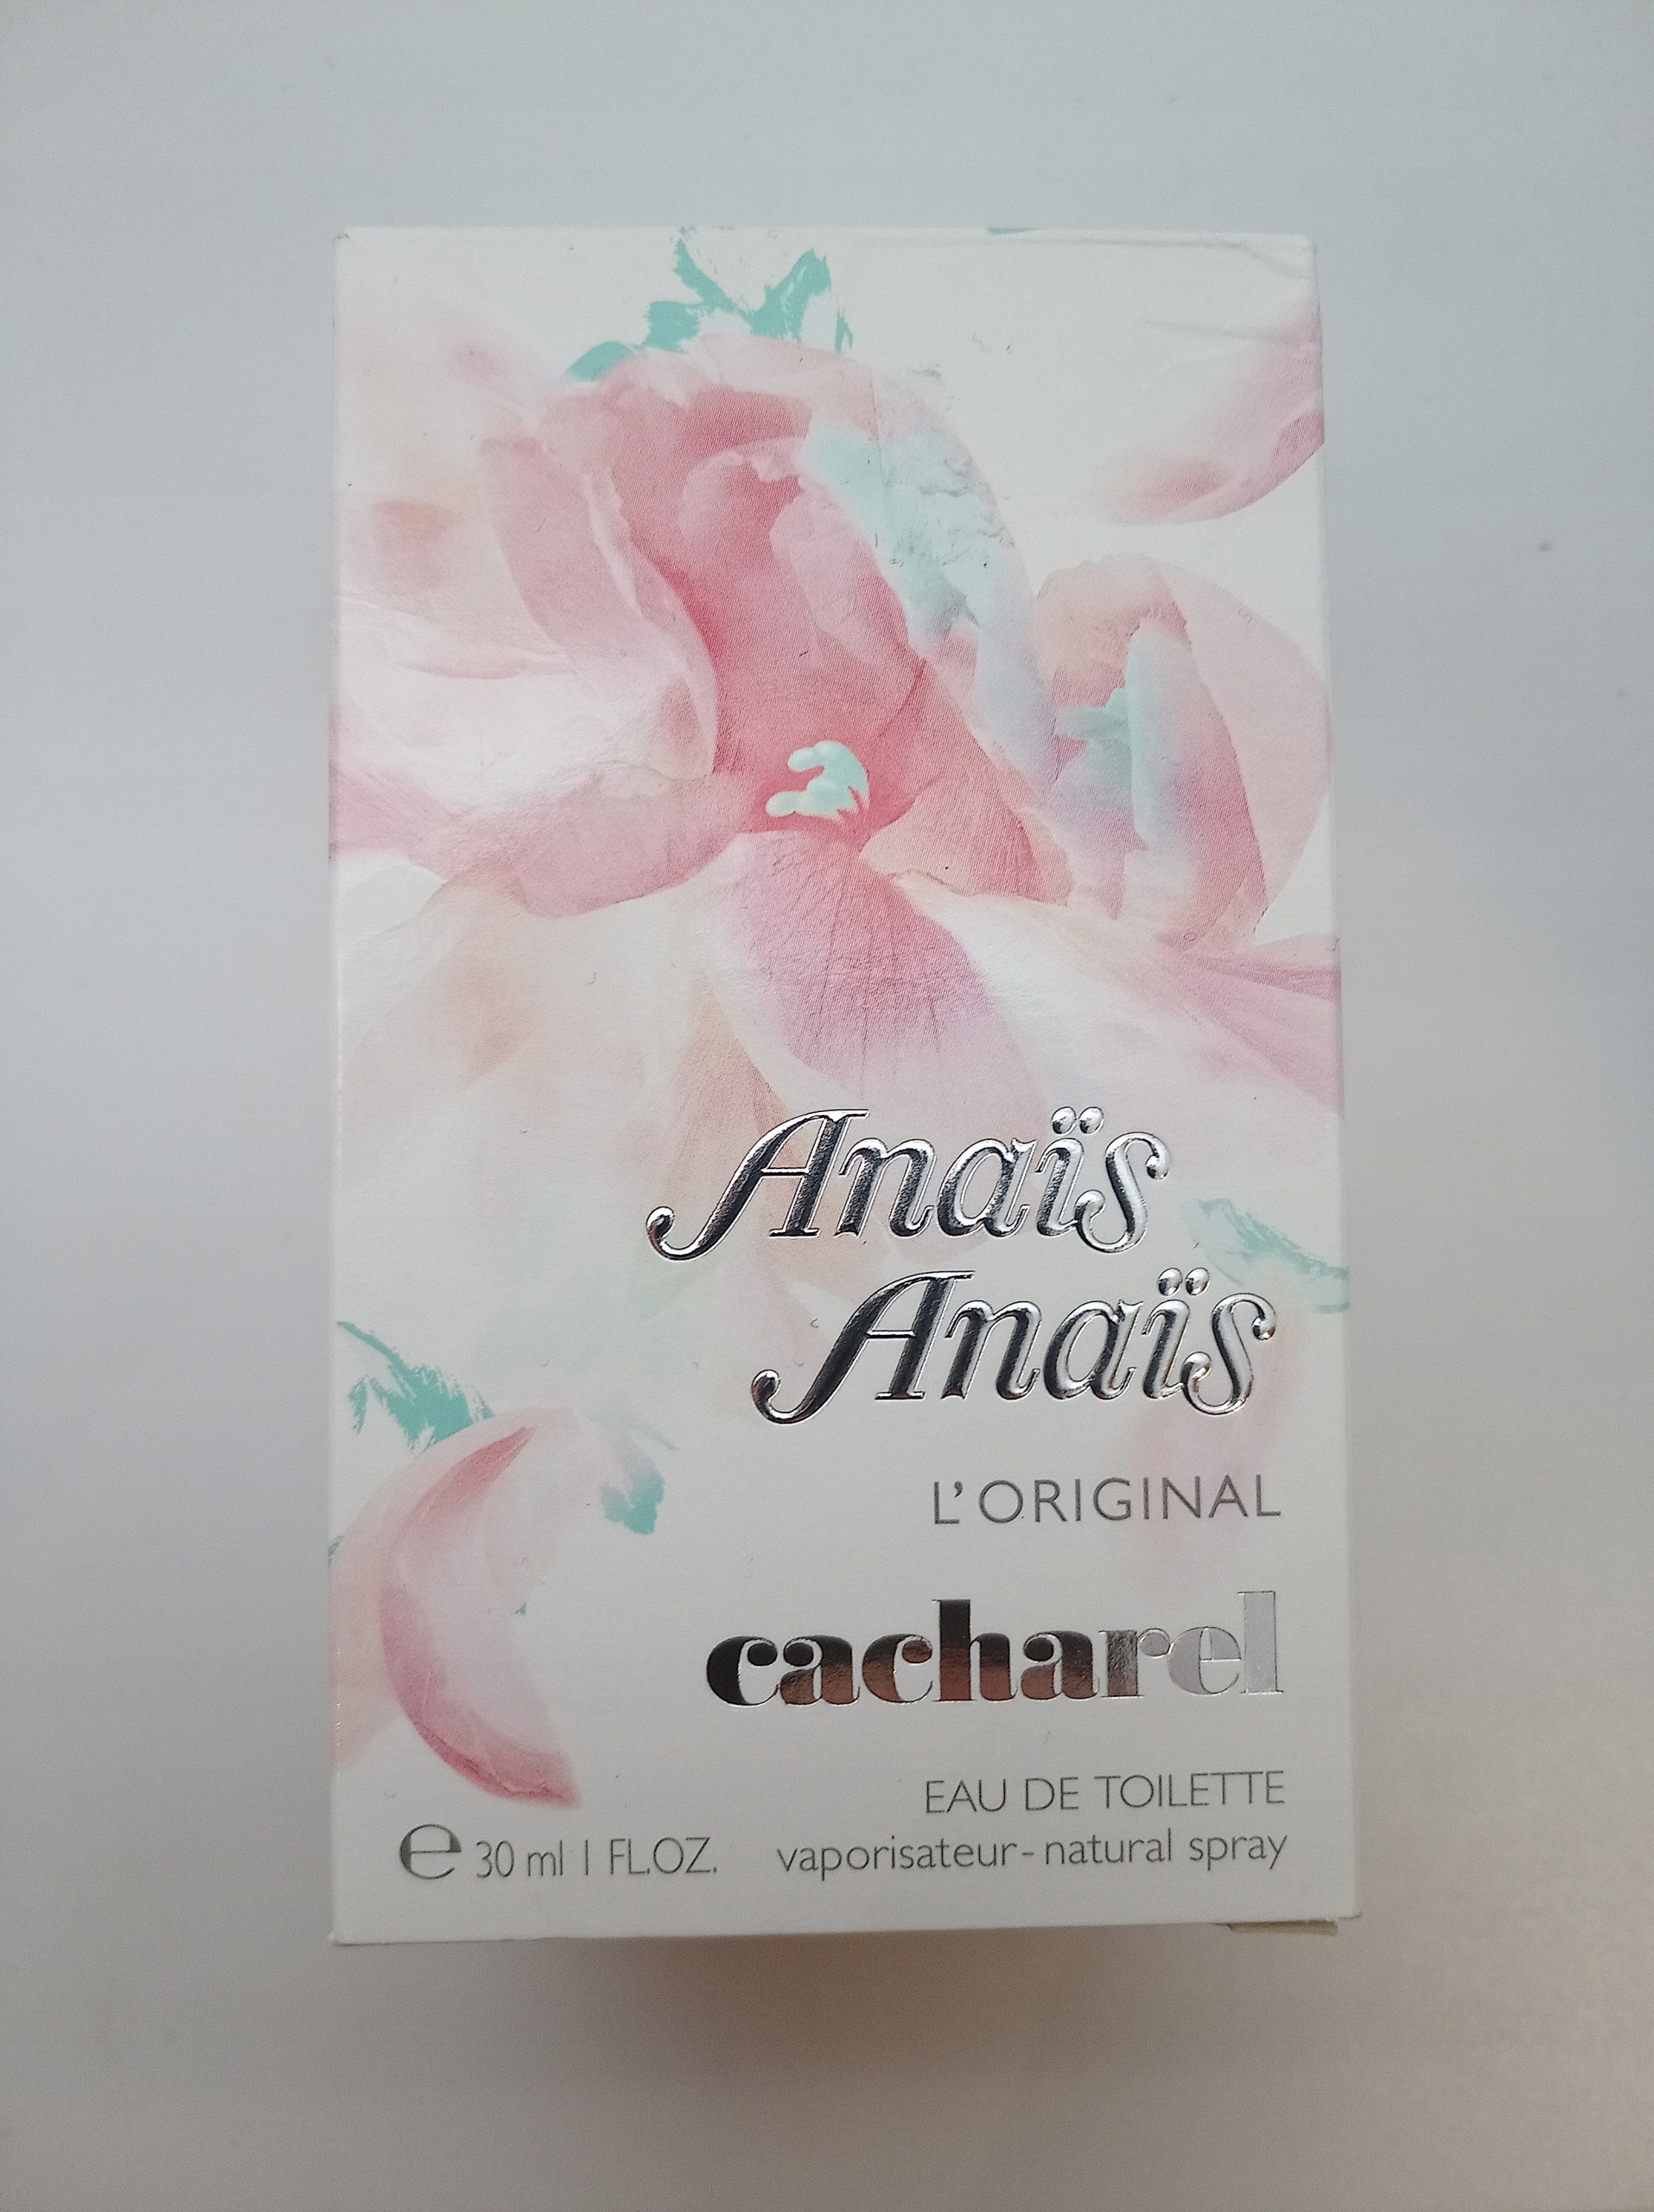 Anaïs
Anaïs
L'ORIGINAL
cacharel
EAU DE TOILETTE
℮ 30 ml 1 FL.OZ. vaporisateur-natural spray